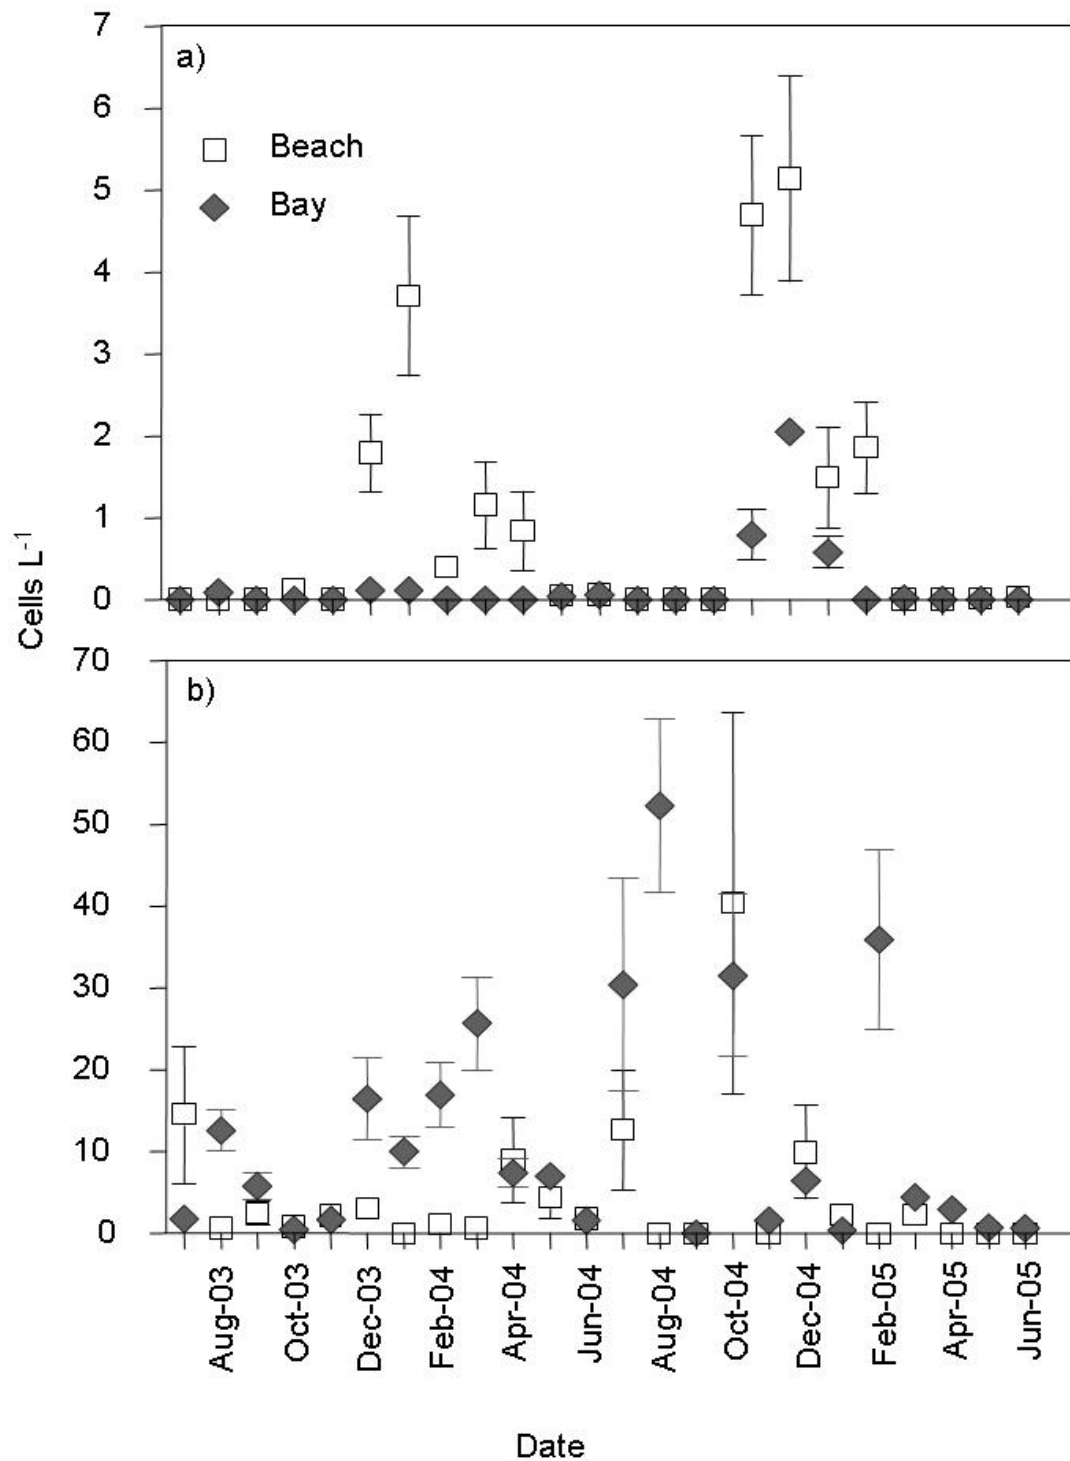 7
a)
6
Beach
5
Bay
4
3
2
1
0
Cells L-1
70
b)
60
50
40
30
20
10
0
Aug-03
Oct-03
Dec-03
Feb-04
Apr-04
Jun-04
Aug-04
Oct-04
Dec-04
Feb-05
Apr-05
Jun-05
Date